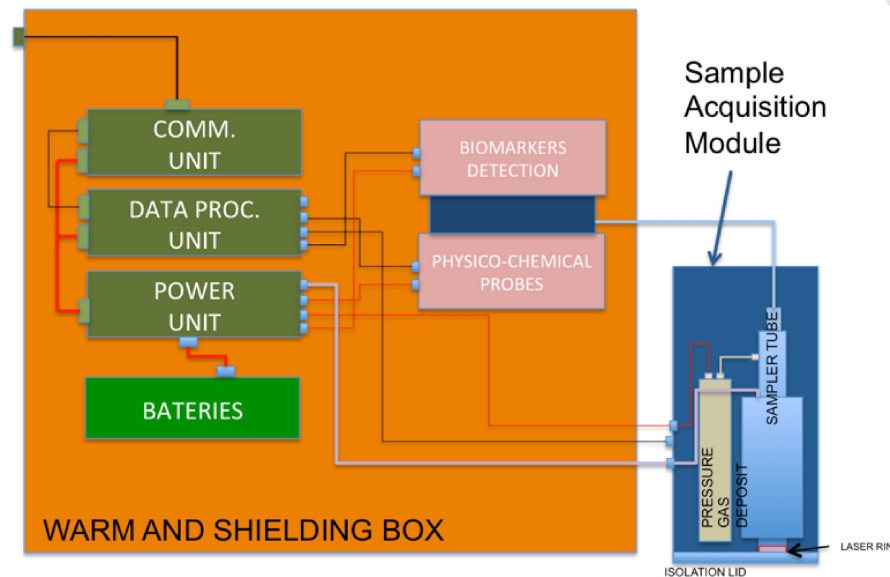 Sample
Acquisition
Module
COMM.
UNIT
DATA PROC.
UNIT
POWER
UNIT
BATERIES
BIOMARKERS
DETECTION
PHYSICO-CHEMICAL
PROBES
SAMPLER TUBE
PRESSURE
GAS
DEPOSIT
WARM AND SHIELDING BOX
LASER RIN
ISOLATION LID